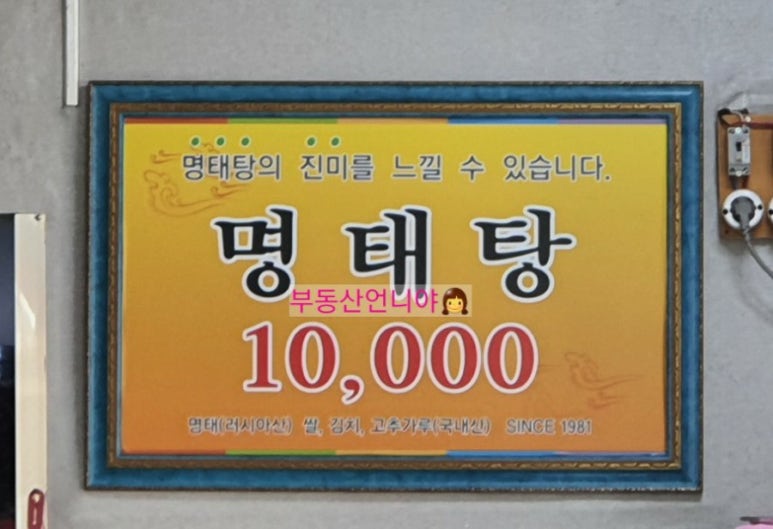 명태탕의 진미를 느낄 수 있습니다.
명태탕
부동산언니야👩
10,000
명태(러시아산) 쌀, 김치, 고추가루(국내산) SINCE 1981